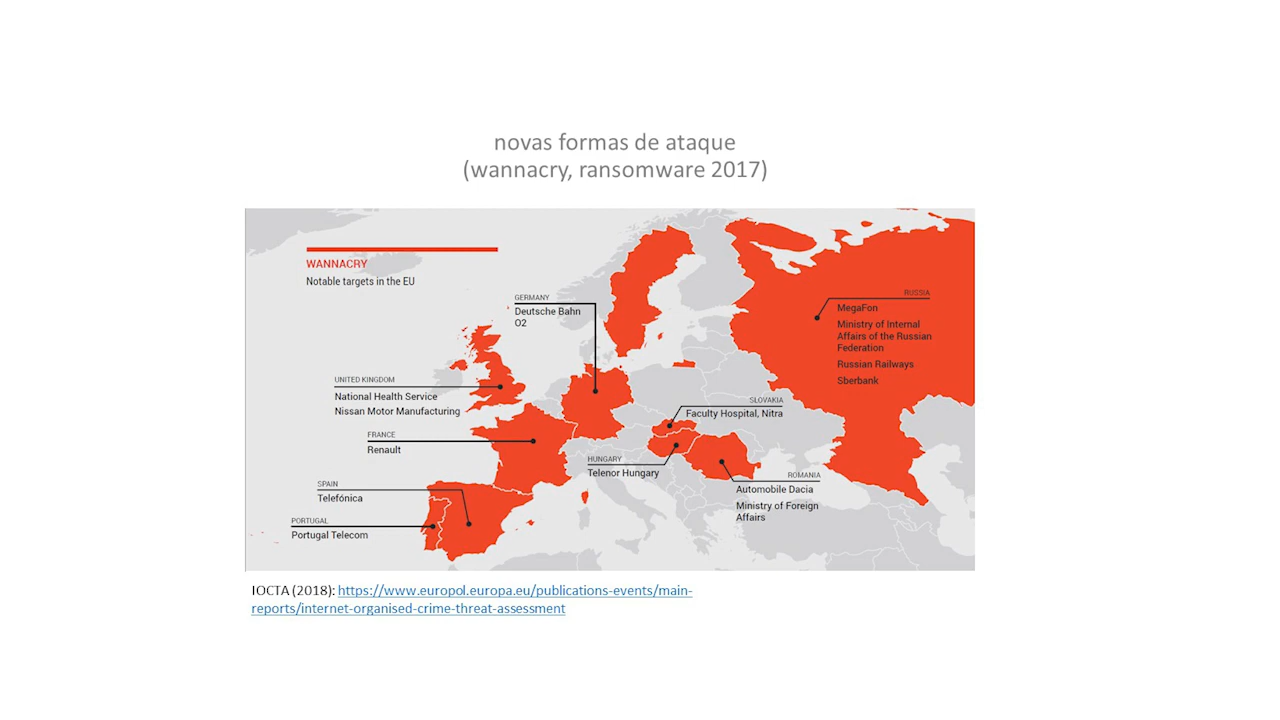 novas formas de ataque
(wannacry, ransomware 2017)
WANNACRY
Notable targets in the EU
GERMANY
Deutsche Bahn
O2
RUSSIA
MegaFon
Ministry of Internal
Affairs of the Russian
Federation
Russian Railways
Sberbank
UNITED KINGDOM
National Health Service
Nissan Motor Manufacturing
SLOVAKIA
Faculty Hospital, Nitra
FRANCE
Renault
HUNGARY
Telenor Hungary
ROMANIA
Automobile Dacia
Ministry of Foreign
Affairs
SPAIN
Telefónica
PORTUGAL
Portugal Telecom
IOCTA (2018): https://www.europol.europa.eu/publications-events/main-
reports/internet-organised-crime-threat-assessment